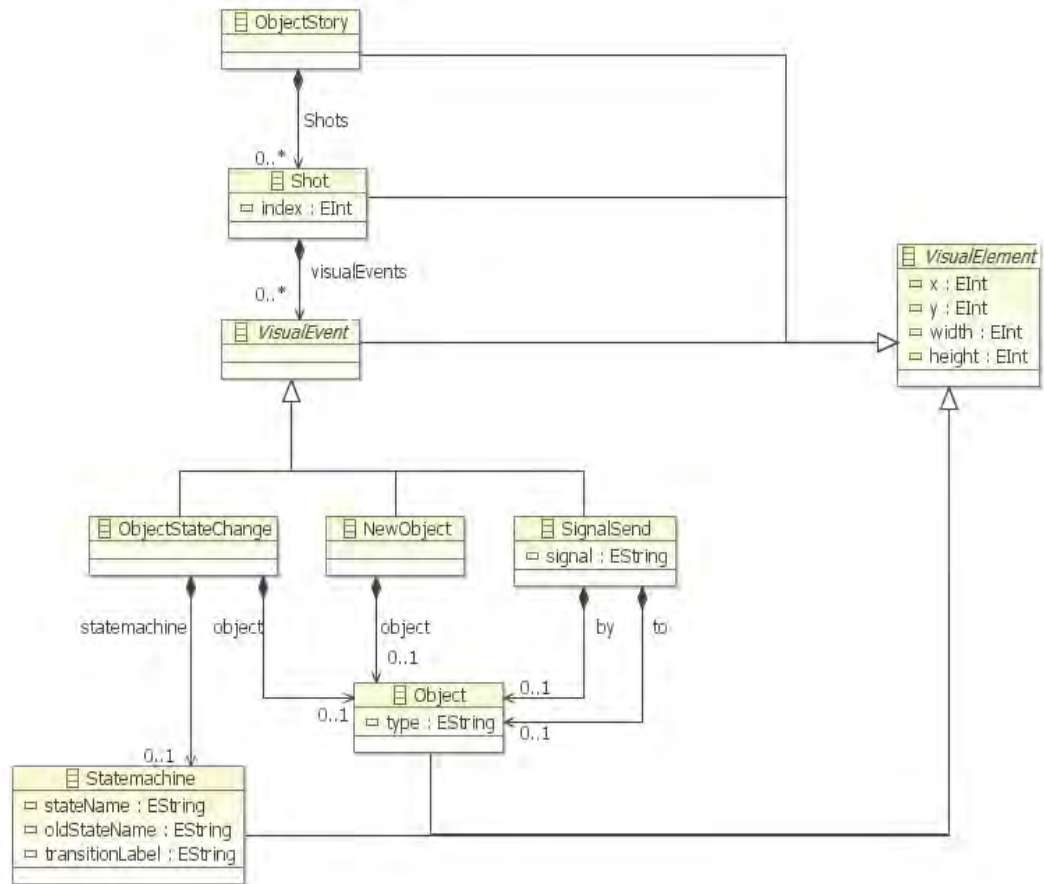 ObjectStory
Shots
0..*
Shot
index : EInt
visualEvents
0..*
VisualEvent
VisualElement
x : EInt
y : EInt
width : EInt
height : EInt
ObjectStateChange
NewObject
SignalSend
signal : EString
statemachine
object
object
by
to
0..1
0..1
0..1
0..1
Object
type : EString
0..1
Statemachine
stateName : EString
oldStateName : EString
transitionLabel : EString